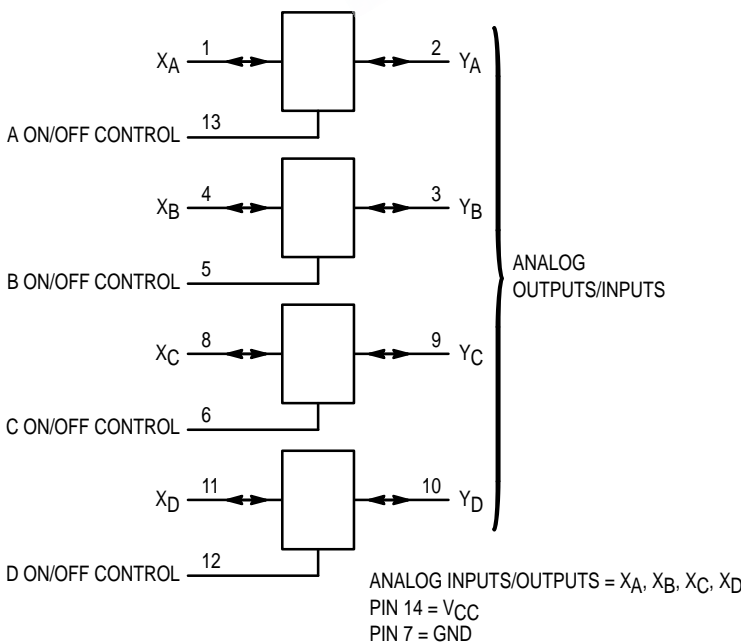 XA 1 2 YA
A ON/OFF CONTROL 13
XB 4 3 YB
B ON/OFF CONTROL 5
ANALOG
OUTPUTS/INPUTS
XC 8 9 YC
C ON/OFF CONTROL 6
XD 11 10 YD
D ON/OFF CONTROL 12
ANALOG INPUTS/OUTPUTS = XA, XB, XC, XD
PIN 14 = VCC
PIN 7 = GND